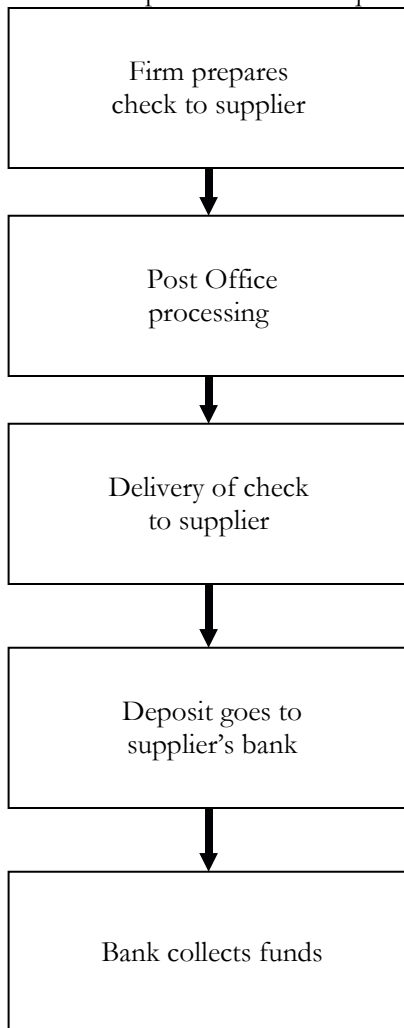 Firm prepares
check to supplier
Post Office
processing
Delivery of check
to supplier
Deposit goes to
supplier’s bank
Bank collects funds